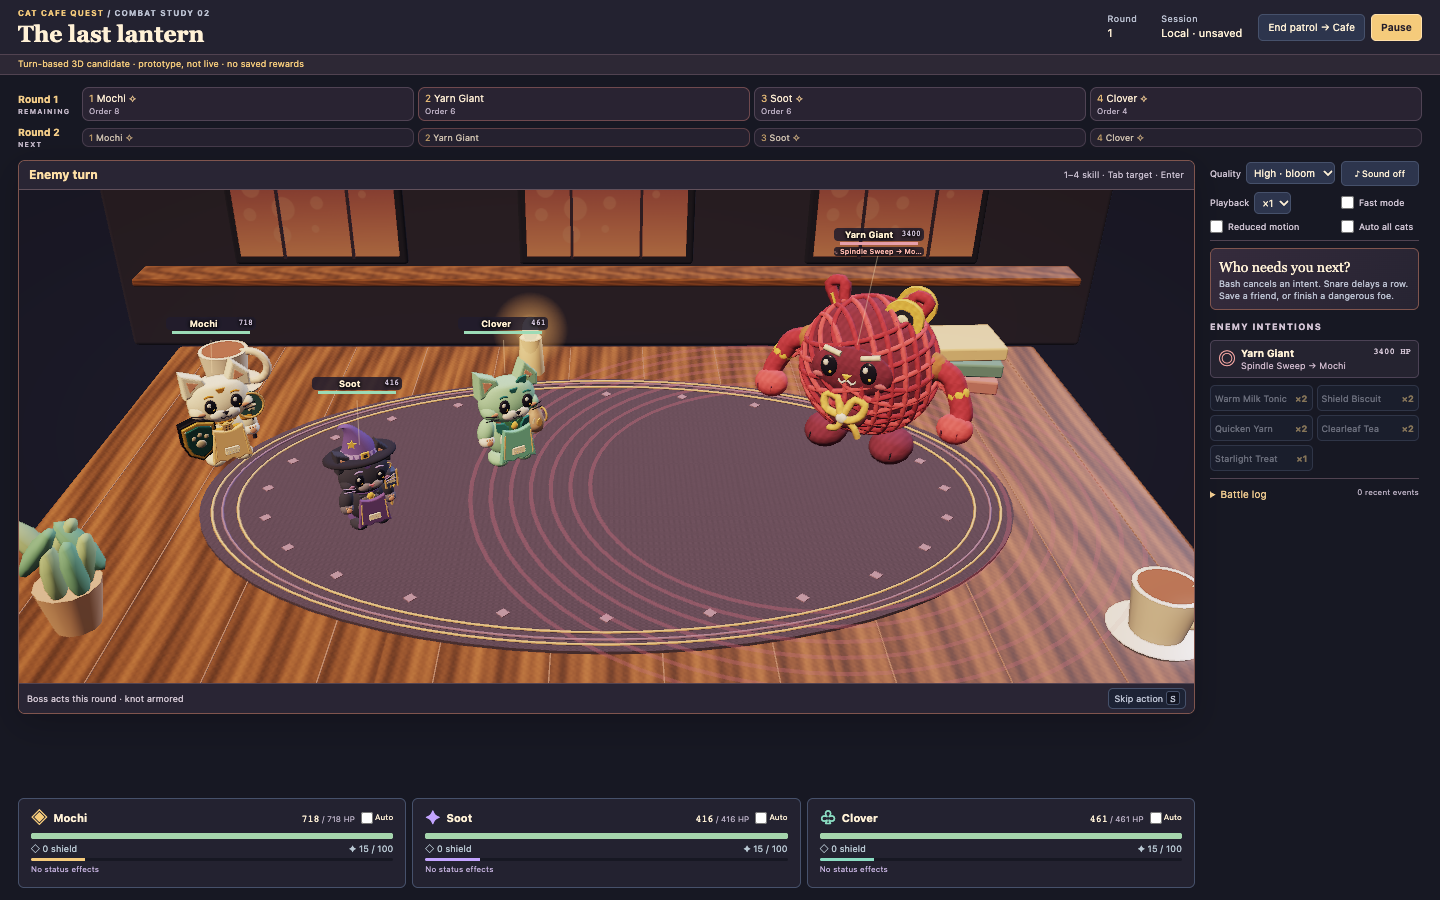 CAT CAFE QUEST / COMBAT STUDY 02
The last lantern
Round
1
Session
Local · unsaved
End patrol → Cafe
Pause
Turn-based 3D candidate · prototype, not live · no saved rewards
Round 1
REMAINING
1 Mochi ✧
Order 8
2 Yarn Giant
Order 6
3 Soot ✧
Order 6
4 Clover ✧
Order 4
Round 2
NEXT
1 Mochi ✧
2 Yarn Giant
3 Soot ✧
4 Clover ✧
Enemy turn
1–4 skill · Tab target · Enter
Yarn Giant 3400
Spindle Sweep → Mo...
Mochi 718
Clover 461
Soot 416
Boss acts this round · knot armored
Skip action S
Quality High · bloom
♪ Sound off
Playback ×1
Fast mode
Reduced motion
Auto all cats
Who needs you next?
Bash cancels an intent. Snare delays a row.
Save a friend, or finish a dangerous foe.
ENEMY INTENTIONS
Yarn Giant 3400 HP
Spindle Sweep → Mochi
Warm Milk Tonic ×2
Shield Biscuit ×2
Quicken Yarn ×2
Clearleaf Tea ×2
Starlight Treat ×1
Battle log
0 recent events
Mochi 718 / 718 HP Auto
◇ 0 shield ✦ 15 / 100
No status effects
Soot 416 / 416 HP Auto
◇ 0 shield ✦ 15 / 100
No status effects
Clover 461 / 461 HP Auto
◇ 0 shield ✦ 15 / 100
No status effects